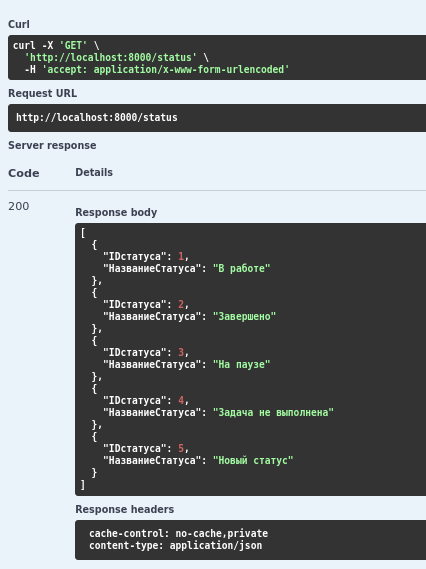 Curl
curl -X 'GET' \
'http://localhost:8000/status' \
-H 'accept: application/x-www-form-urlencoded'
Request URL
http://localhost:8000/status
Server response
Code Details
200
Response body
[
{
"IDстатуса": 1,
"НазваниеСтатуса": "В работе"
},
{
"IDстатуса": 2,
"НазваниеСтатуса": "Завершено"
},
{
"IDстатуса": 3,
"НазваниеСтатуса": "На паузе"
},
{
"IDстатуса": 4,
"НазваниеСтатуса": "Задача не выполнена"
},
{
"IDстатуса": 5,
"НазваниеСтатуса": "Новый статус"
}
]
Response headers
cache-control: no-cache,private
content-type: application/json